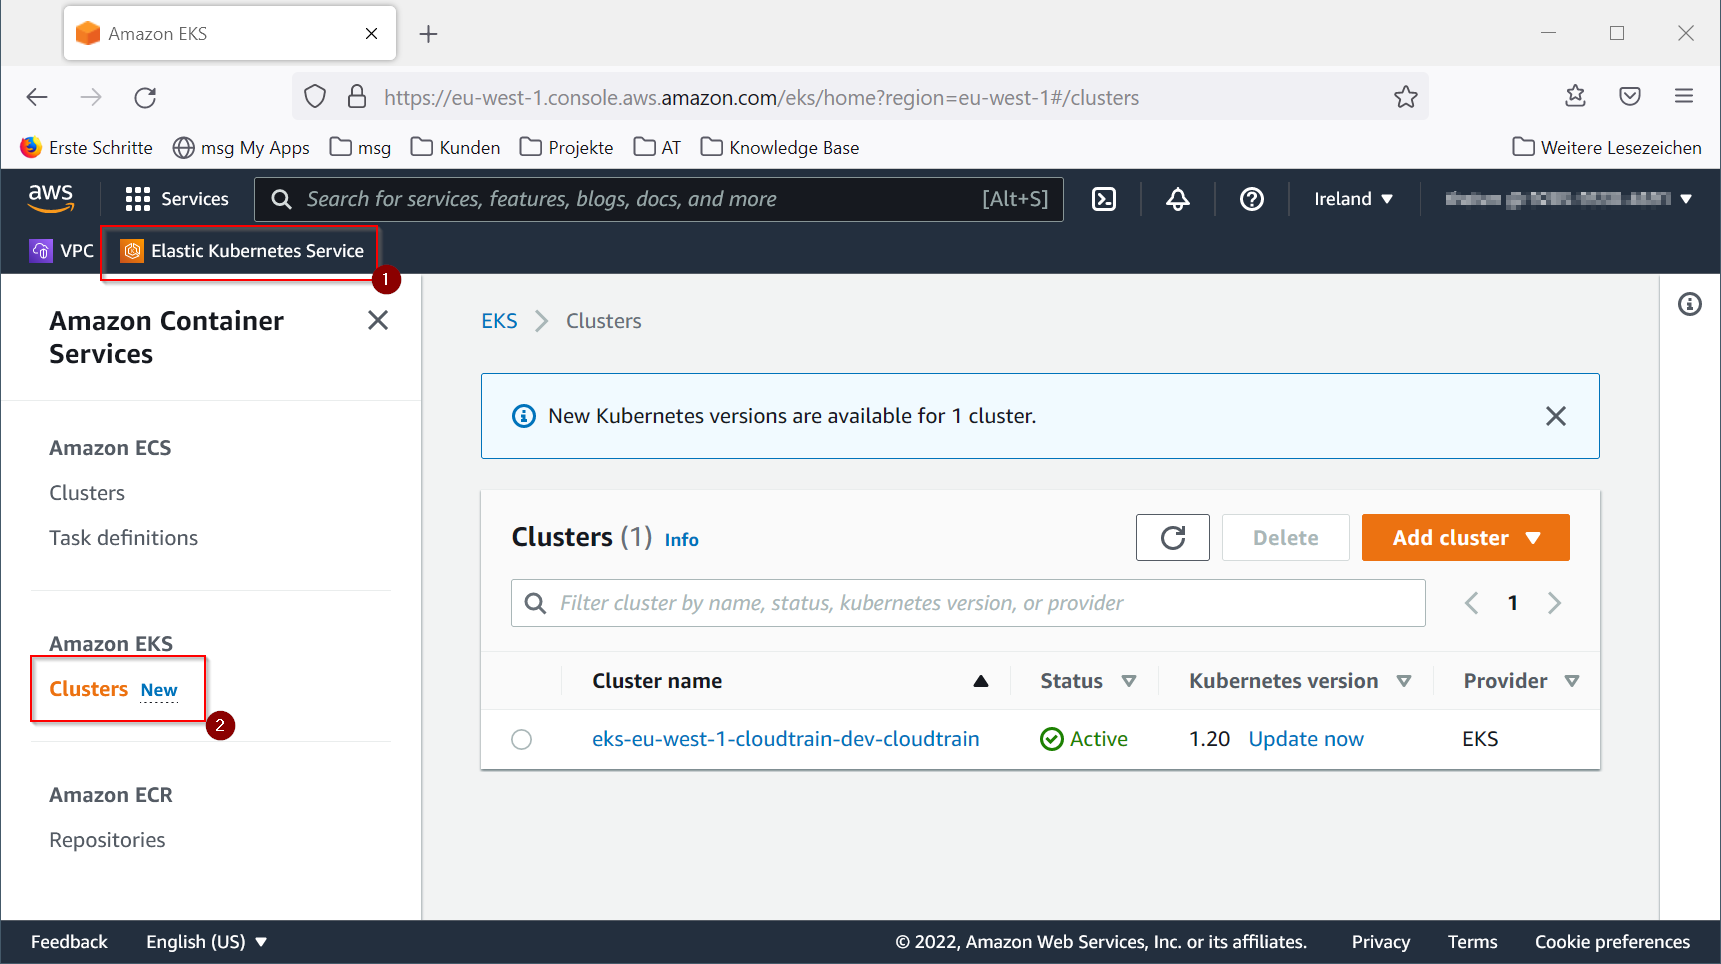 Amazon EKS
https://eu-west-1.console.aws.amazon.com/eks/home?region=eu-west-1#/clusters
Erste Schritte msg My Apps msg Kunden Projekte AT Knowledge Base Weitere Lesezeichen
aws Services Search for services, features, blogs, docs, and more [Alt+S] Ireland
VPC Elastic Kubernetes Service
1
Amazon Container
Services
EKS Clusters
New Kubernetes versions are available for 1 cluster.
Amazon ECS
Clusters
Task definitions
Amazon EKS
Clusters New
2
Amazon ECR
Repositories
Clusters (1) Info Delete Add cluster
Filter cluster by name, status, kubernetes version, or provider 1
Cluster name Status Kubernetes version Provider
eks-eu-west-1-cloudtrain-dev-cloudtrain Active 1.20 Update now EKS
Feedback English (US) © 2022, Amazon Web Services, Inc. or its affiliates. Privacy Terms Cookie preferences